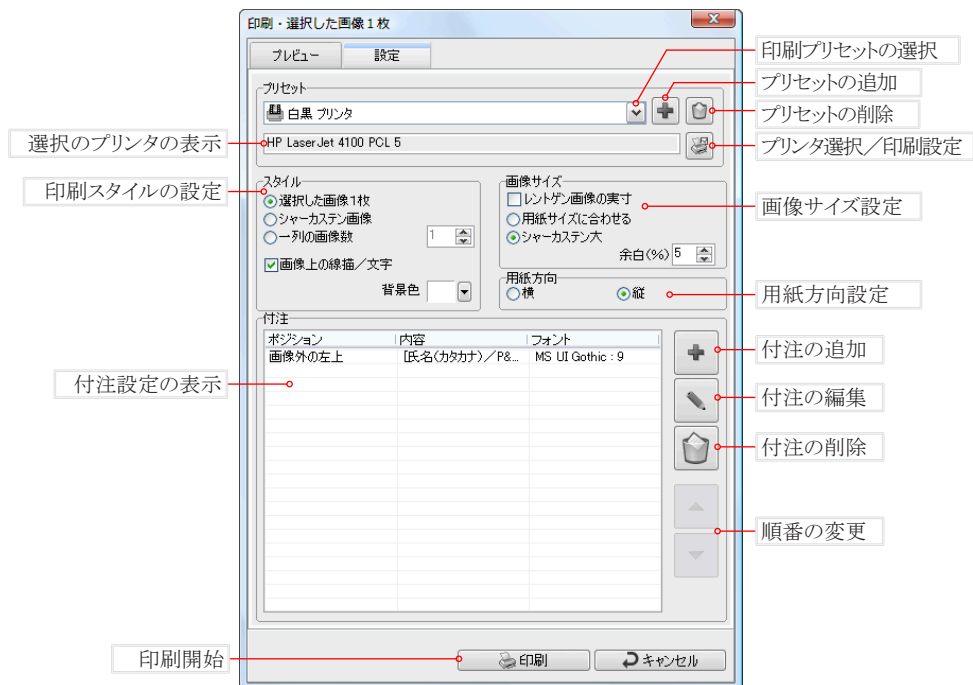 印刷・選択した画像1枚
プレビュー
設定
印刷プリセットの選択
プリセット
プリセットの追加
白黒 プリンタ
プリセットの削除
選択のプリンタの表示
HP LaserJet 4100 PCL 5
プリンタ選択／印刷設定
印刷スタイルの設定
スタイル
選択した画像1枚
シャーカステン画像
一列の画像数
1
画像上の線描／文字
背景色
画像サイズ
レントゲン画像の実寸
用紙サイズに合わせる
シャーカステン大
余白(%)
5
画像サイズ設定
用紙方向
横
縦
用紙方向設定
付注
ポジション
内容
フォント
画像外の左上
[氏名(カタカナ)／P&...
MS UI Gothic : 9
付注設定の表示
付注の追加
付注の編集
付注の削除
順番の変更
印刷開始
印刷
キャンセル